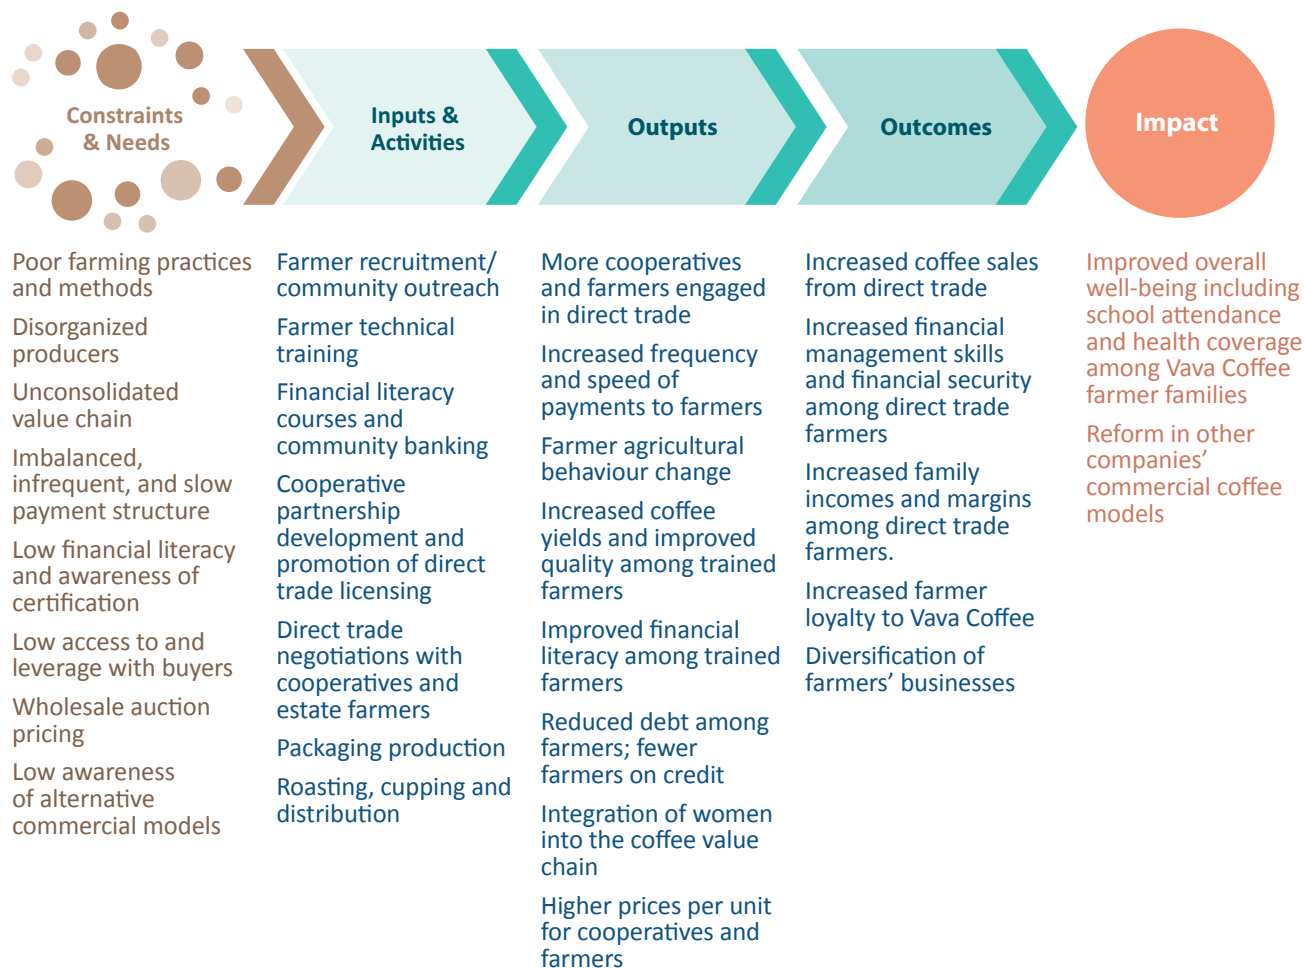 Constraints
& Needs
Inputs &
Activities
Outputs
Outcomes
Impact
Poor farming practices
and methods
Disorganized
producers
Unconsolidated
value chain
Imbalanced,
infrequent, and slow
payment structure
Low financial literacy
and awareness of
certification
Low access to and
leverage with buyers
Wholesale auction
pricing
Low awareness
of alternative
commercial models
Farmer recruitment/
community outreach
Farmer technical
training
Financial literacy
courses and
community banking
Cooperative
partnership
development and
promotion of direct
trade licensing
Direct trade
negotiations with
cooperatives and
estate farmers
Packaging production
Roasting, cupping and
distribution
More cooperatives
and farmers engaged
in direct trade
Increased frequency
and speed of
payments to farmers
Farmer agricultural
behaviour change
Increased coffee
yields and improved
quality among trained
farmers
Improved financial
literacy among trained
farmers
Reduced debt among
farmers; fewer
farmers on credit
Integration of women
into the coffee value
chain
Higher prices per unit
for cooperatives and
farmers
Increased coffee sales
from direct trade
Increased financial
management skills
and financial security
among direct trade
farmers
Increased family
incomes and margins
among direct trade
farmers.
Increased farmer
loyalty to Vava Coffee
Diversification of
farmers’ businesses
Improved overall
well-being including
school attendance
and health coverage
among Vava Coffee
farmer families
Reform in other
companies’
commercial coffee
models